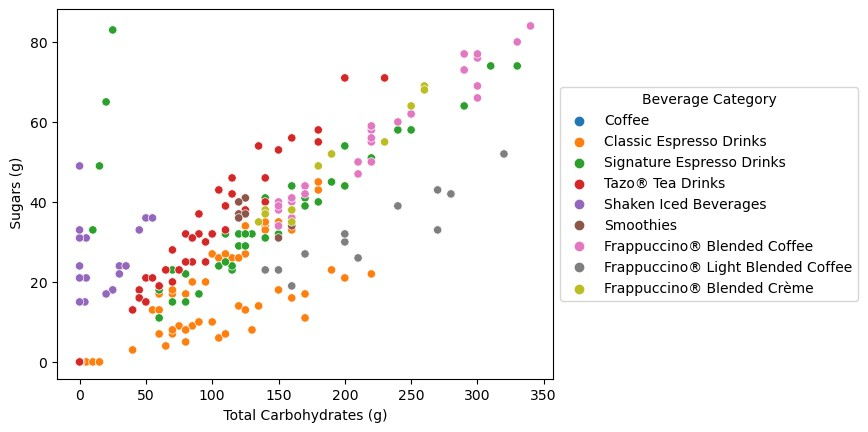 80
60
40
20
0
Sugars (g)
0 50 100 150 200 250 300 350
Total Carbohydrates (g)
Beverage Category
Coffee
Classic Espresso Drinks
Signature Espresso Drinks
Tazo® Tea Drinks
Shaken Iced Beverages
Smoothies
Frappuccino® Blended Coffee
Frappuccino® Light Blended Coffee
Frappuccino® Blended Crème